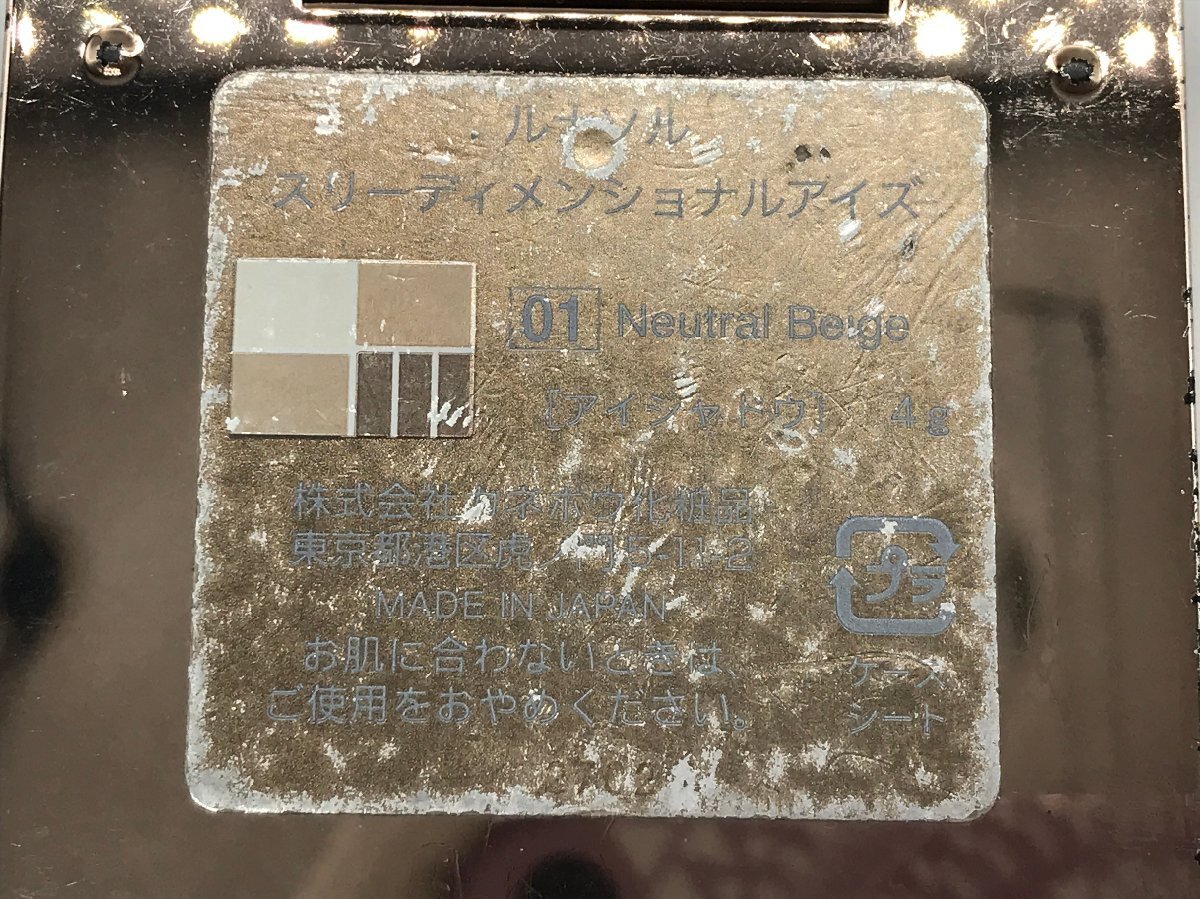 ルナソル
スリーディメンショナルアイズ
01 Neutral Beige
［アイシャドウ］ 4g
株式会社カネボウ化粧品
東京都港区虎ノ門5-11-2
MADE IN JAPAN
お肌に合わないときは、
ご使用をおやめください。
プラ
ケース
シート